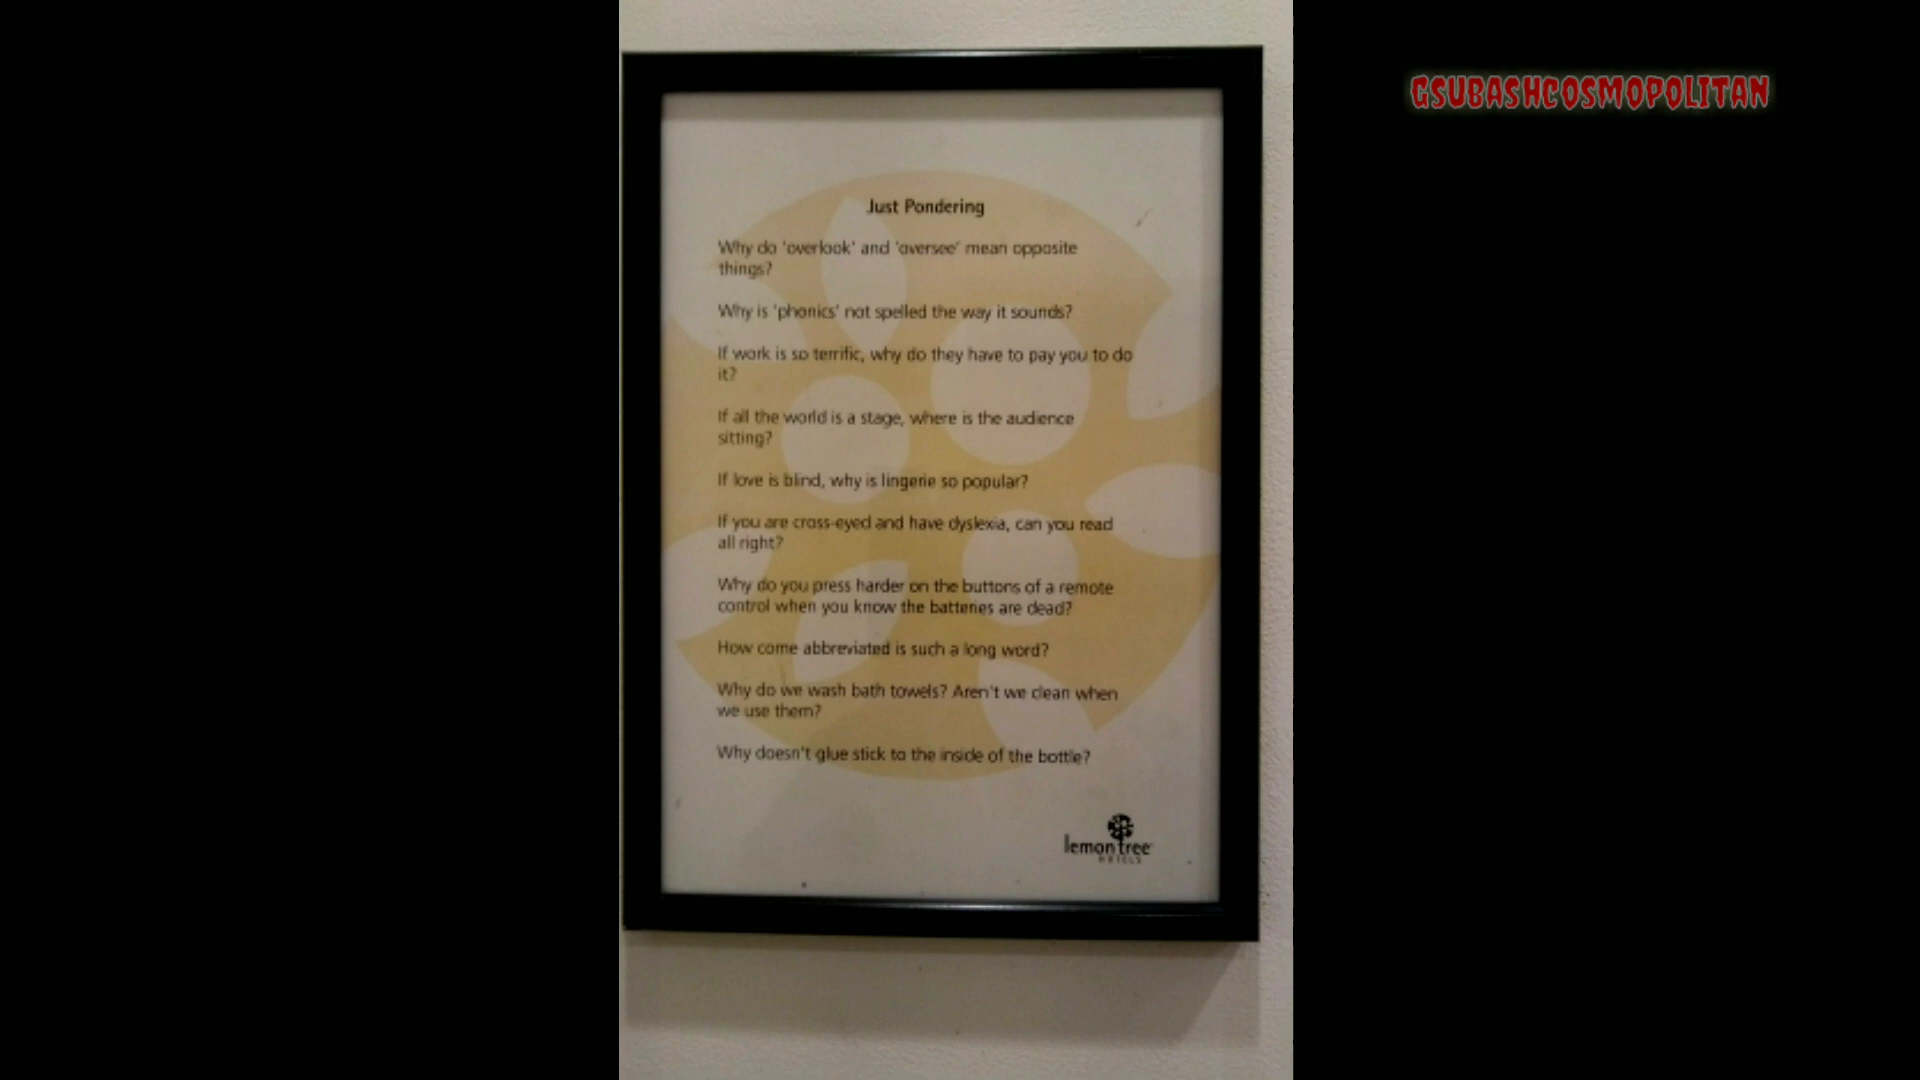 GSUBASHCOSMOPOLITAN
Just Pondering
Why do 'overlook' and 'oversee' mean opposite
things?
Why is 'phonics' not spelled the way it sounds?
If work is so terrific, why do they have to pay you to do
it?
If all the world is a stage, where is the audience
sitting?
If love is blind, why is lingerie so popular?
If you are cross-eyed and have dyslexia, can you read
all right?
Why do you press harder on the buttons of a remote
control when you know the batteries are dead?
How come abbreviated is such a long word?
Why do we wash bath towels? Aren't we clean when
we use them?
Why doesn't glue stick to the inside of the bottle?
lemon tree
HOTELS